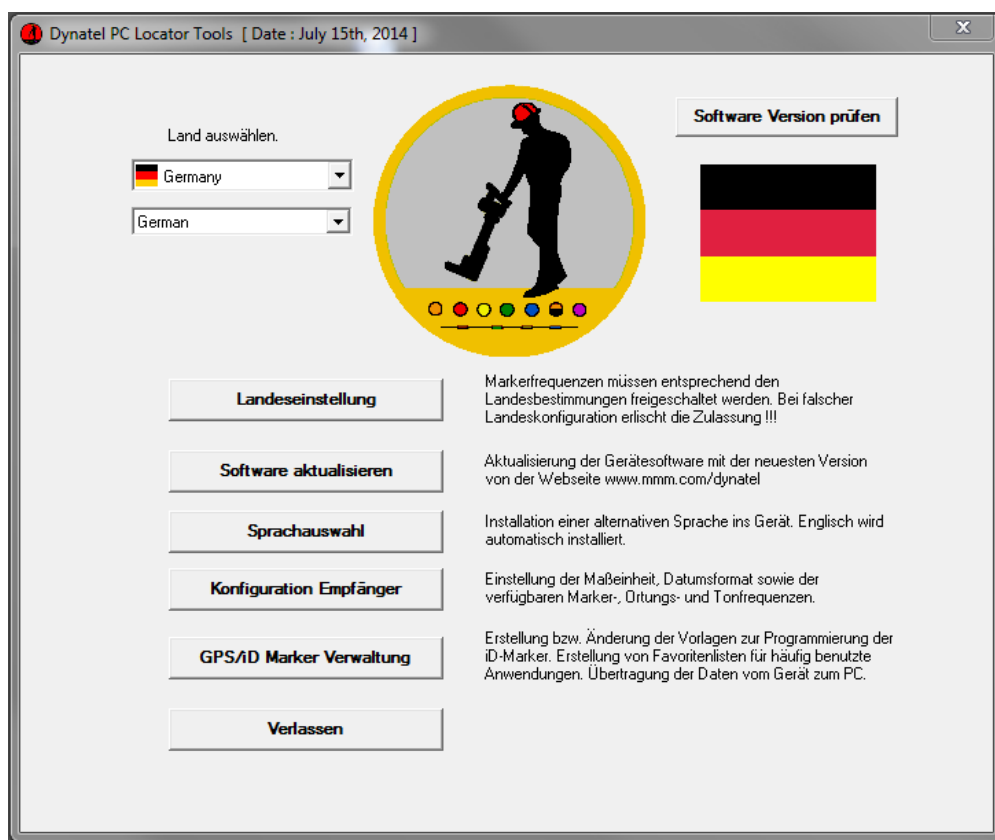 Dynatel PC Locator Tools [ Date : July 15th, 2014 ]
Land auswählen.
Germany
German
Software Version prüfen
Landeseinstellung
Markerfrequenzen müssen entsprechend den
Landesbestimmungen freigeschaltet werden. Bei falscher
Landeskonfiguration erlischt die Zulassung !!!
Software aktualisieren
Aktualisierung der Gerätesoftware mit der neuesten Version
von der Webseite www.mmm.com/dynatel
Sprachauswahl
Installation einer alternativen Sprache ins Gerät. Englisch wird
automatisch installiert.
Konfiguration Empfänger
Einstellung der Maßeinheit, Datumsformat sowie der
verfügbaren Marker-, Ortungs- und Tonfrequenzen.
GPS/iD Marker Verwaltung
Erstellung bzw. Änderung der Vorlagen zur Programmierung der
iD-Marker. Erstellung von Favoritenlisten für häufig benutzte
Anwendungen. Übertragung der Daten vom Gerät zum PC.
Verlassen